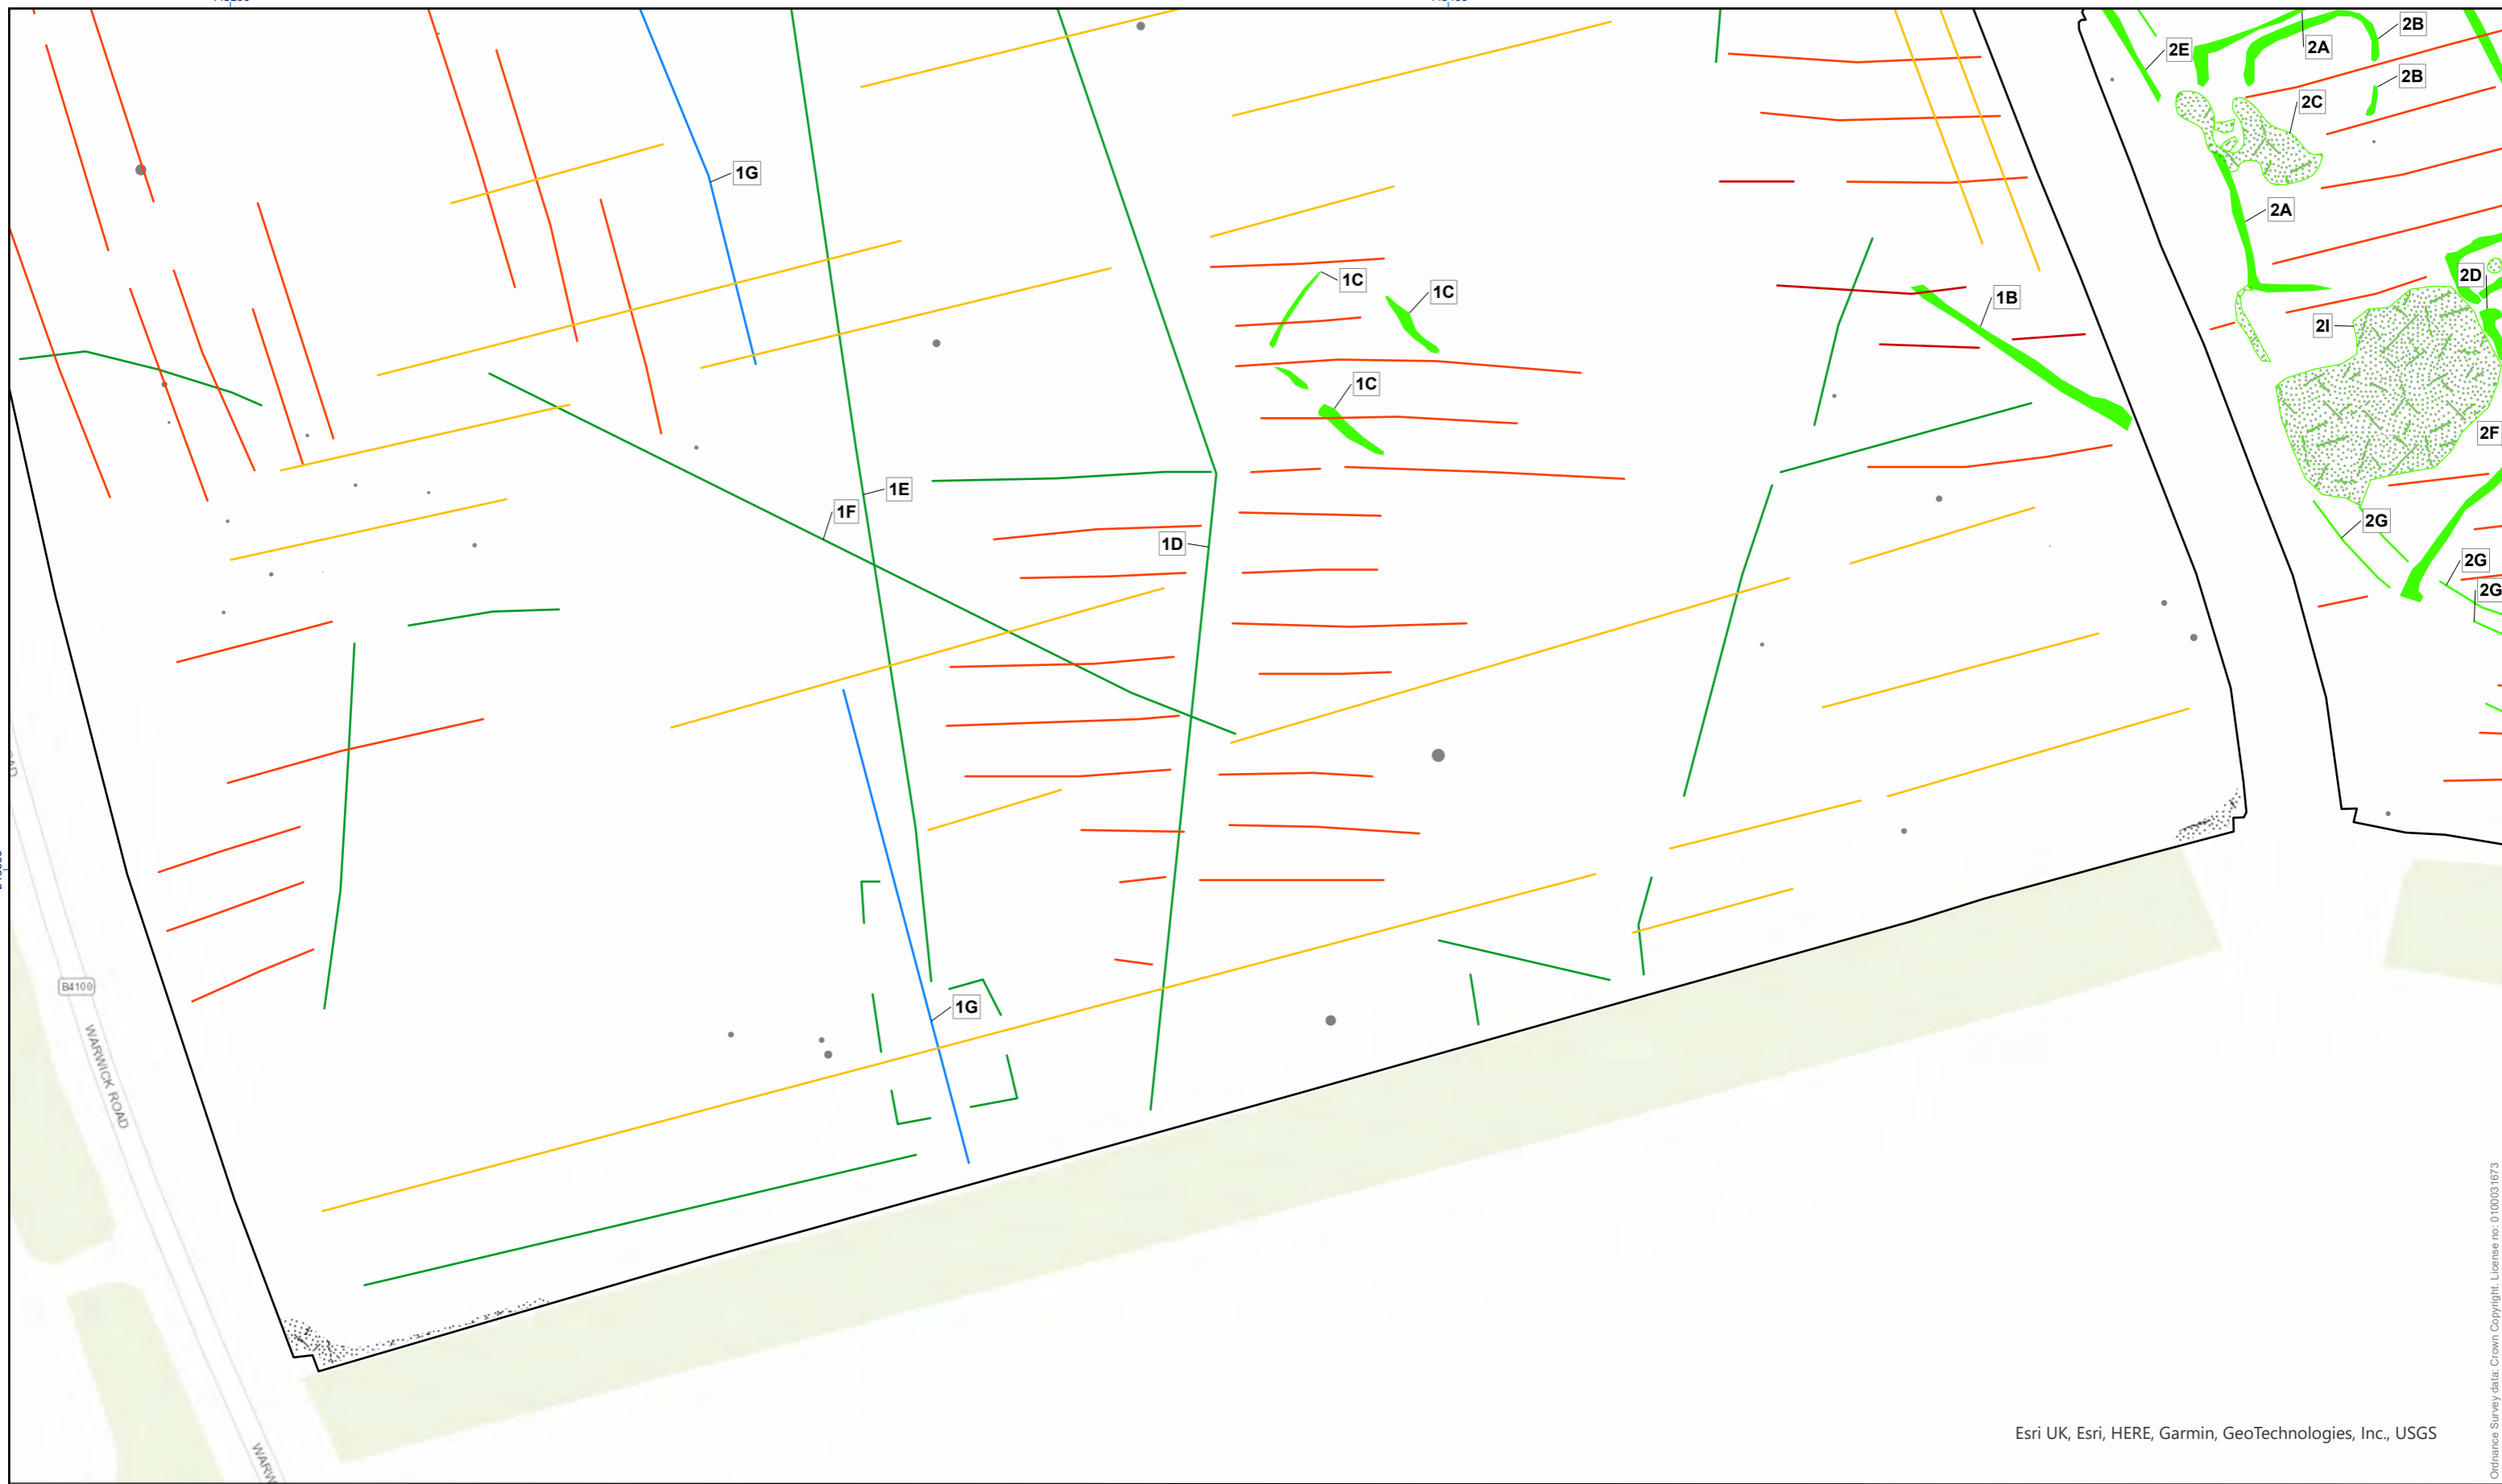 2B
2A
2E
2B
2C
1G
2A
2D
1C
1C
1B
2I
1C
2F
1E
1F
2G
1D
2G
2G
B4100
1G
WARWICK ROAD
Esri UK, Esri, HERE, Garmin, GeoTechnologies, Inc., USGS
Ordnance Survey data: Crown Copyright. License no: 0100031673